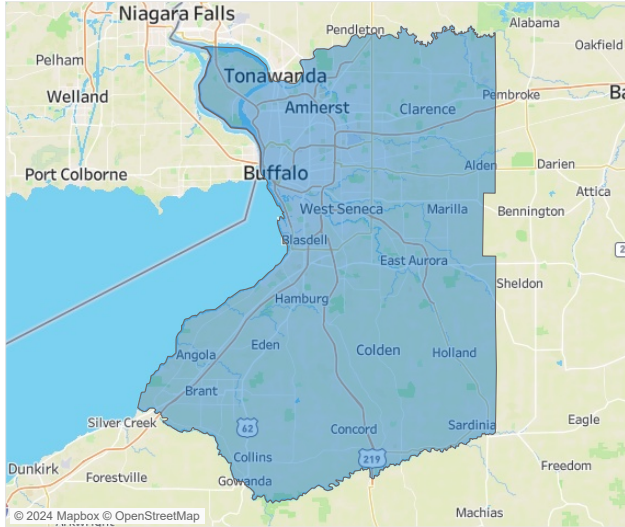 Niagara Falls
Pendleton
Alabama
Oakfield
Pelham
Tonawanda
Welland
Amherst
Clarence
Pembroke
Ba
Port Colborne
Buffalo
Alden
Darien
Attica
West Seneca
Marilla
Bennington
Blasdell
2
East Aurora
Sheldon
Hamburg
Eden
Colden
Holland
Angola
Brant
Silver Creek
62
Concord
Sardinia
Eagle
219
Collins
Dunkirk
Forestville
Gowanda
Freedom
Machias
© 2024 Mapbox © OpenStreetMap